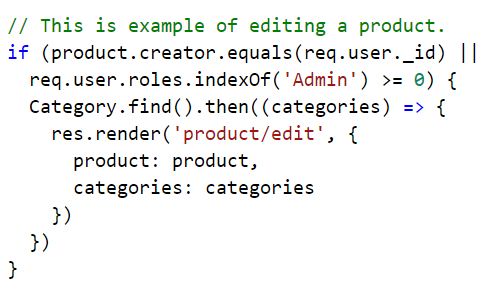 // This is example of editing a product.
if (product.creator.equals(req.user._id) ||
  req.user.roles.indexOf('Admin') >= 0) {
  Category.find().then((categories) => {
    res.render('product/edit', {
      product: product,
      categories: categories
    })
  })
}